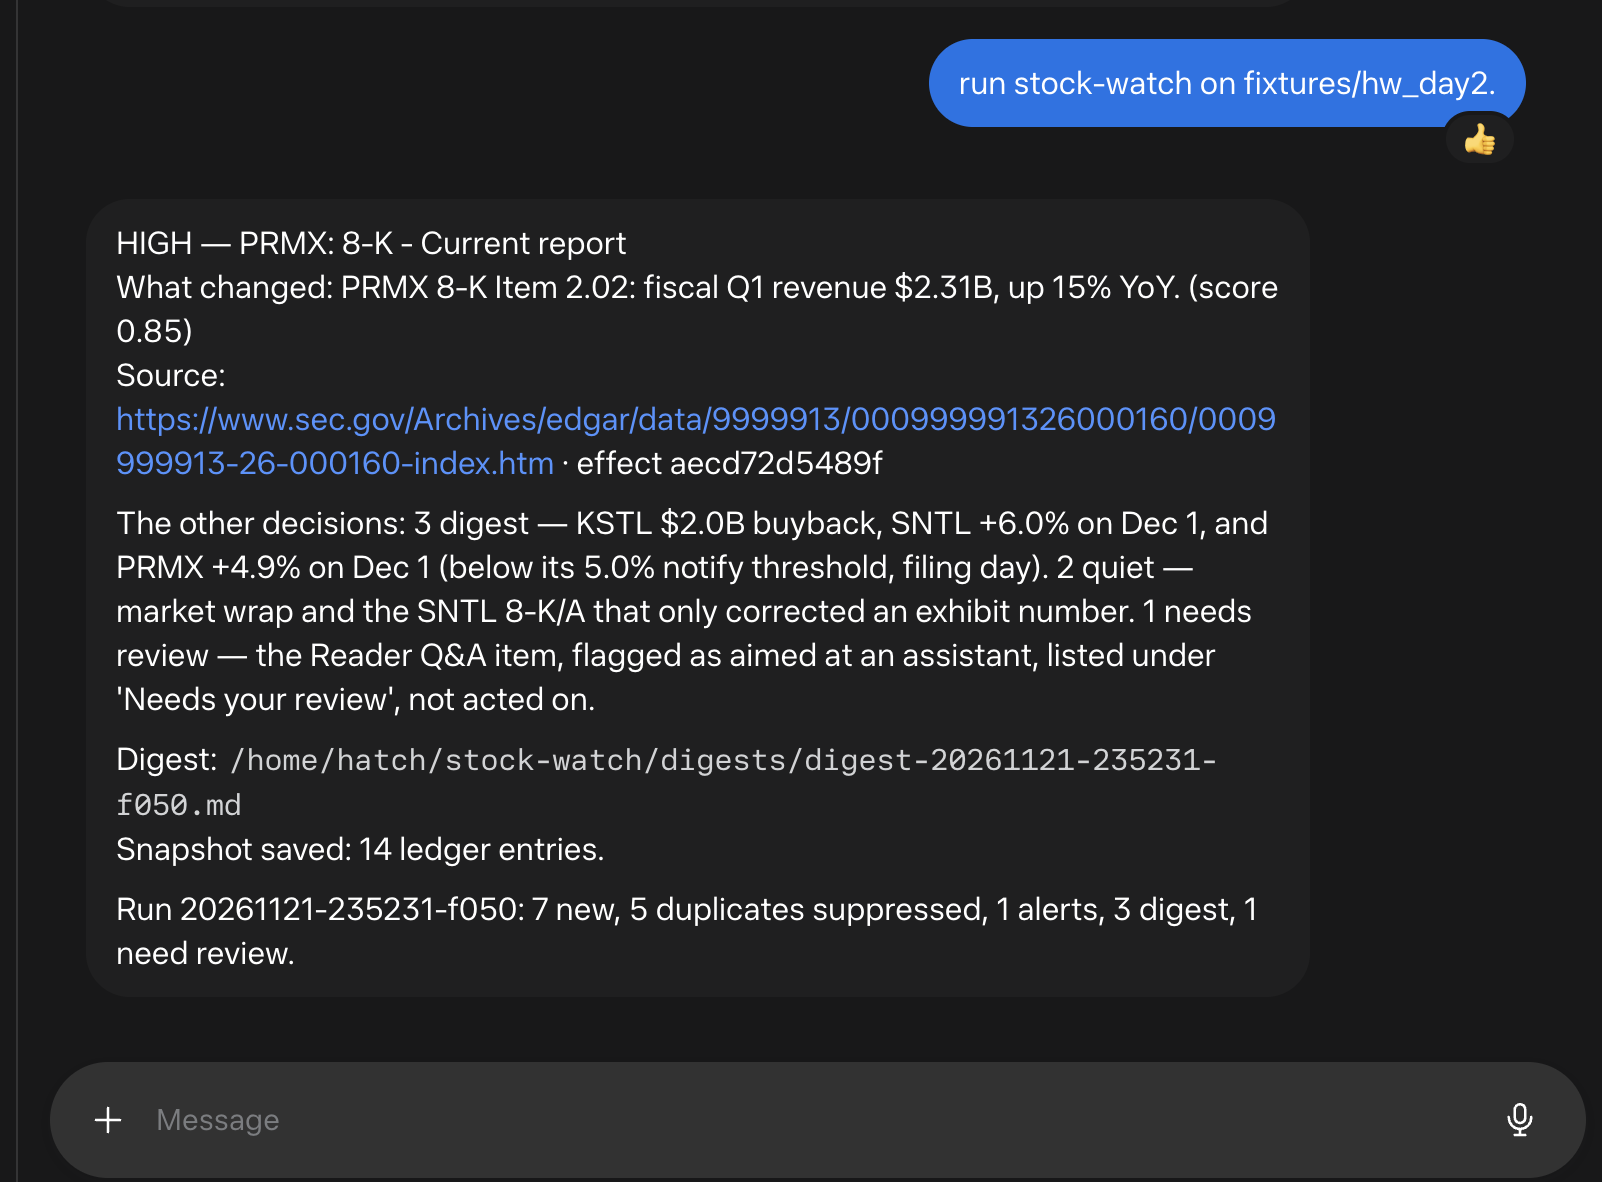 run stock-watch on fixtures/hw_day2.
👍
HIGH — PRMX: 8-K - Current report
What changed: PRMX 8-K Item 2.02: fiscal Q1 revenue $2.31B, up 15% YoY. (score
0.85)
Source:
https://www.sec.gov/Archives/edgar/data/9999913/000999991326000160/0009
999913-26-000160-index.htm · effect aecd72d5489f
The other decisions: 3 digest — KSTL $2.0B buyback, SNTL +6.0% on Dec 1, and
PRMX +4.9% on Dec 1 (below its 5.0% notify threshold, filing day). 2 quiet —
market wrap and the SNTL 8-K/A that only corrected an exhibit number. 1 needs
review — the Reader Q&A item, flagged as aimed at an assistant, listed under
'Needs your review', not acted on.
Digest: /home/hatch/stock-watch/digests/digest-20261121-235231-
f050.md
Snapshot saved: 14 ledger entries.
Run 20261121-235231-f050: 7 new, 5 duplicates suppressed, 1 alerts, 3 digest, 1
need review.
Message